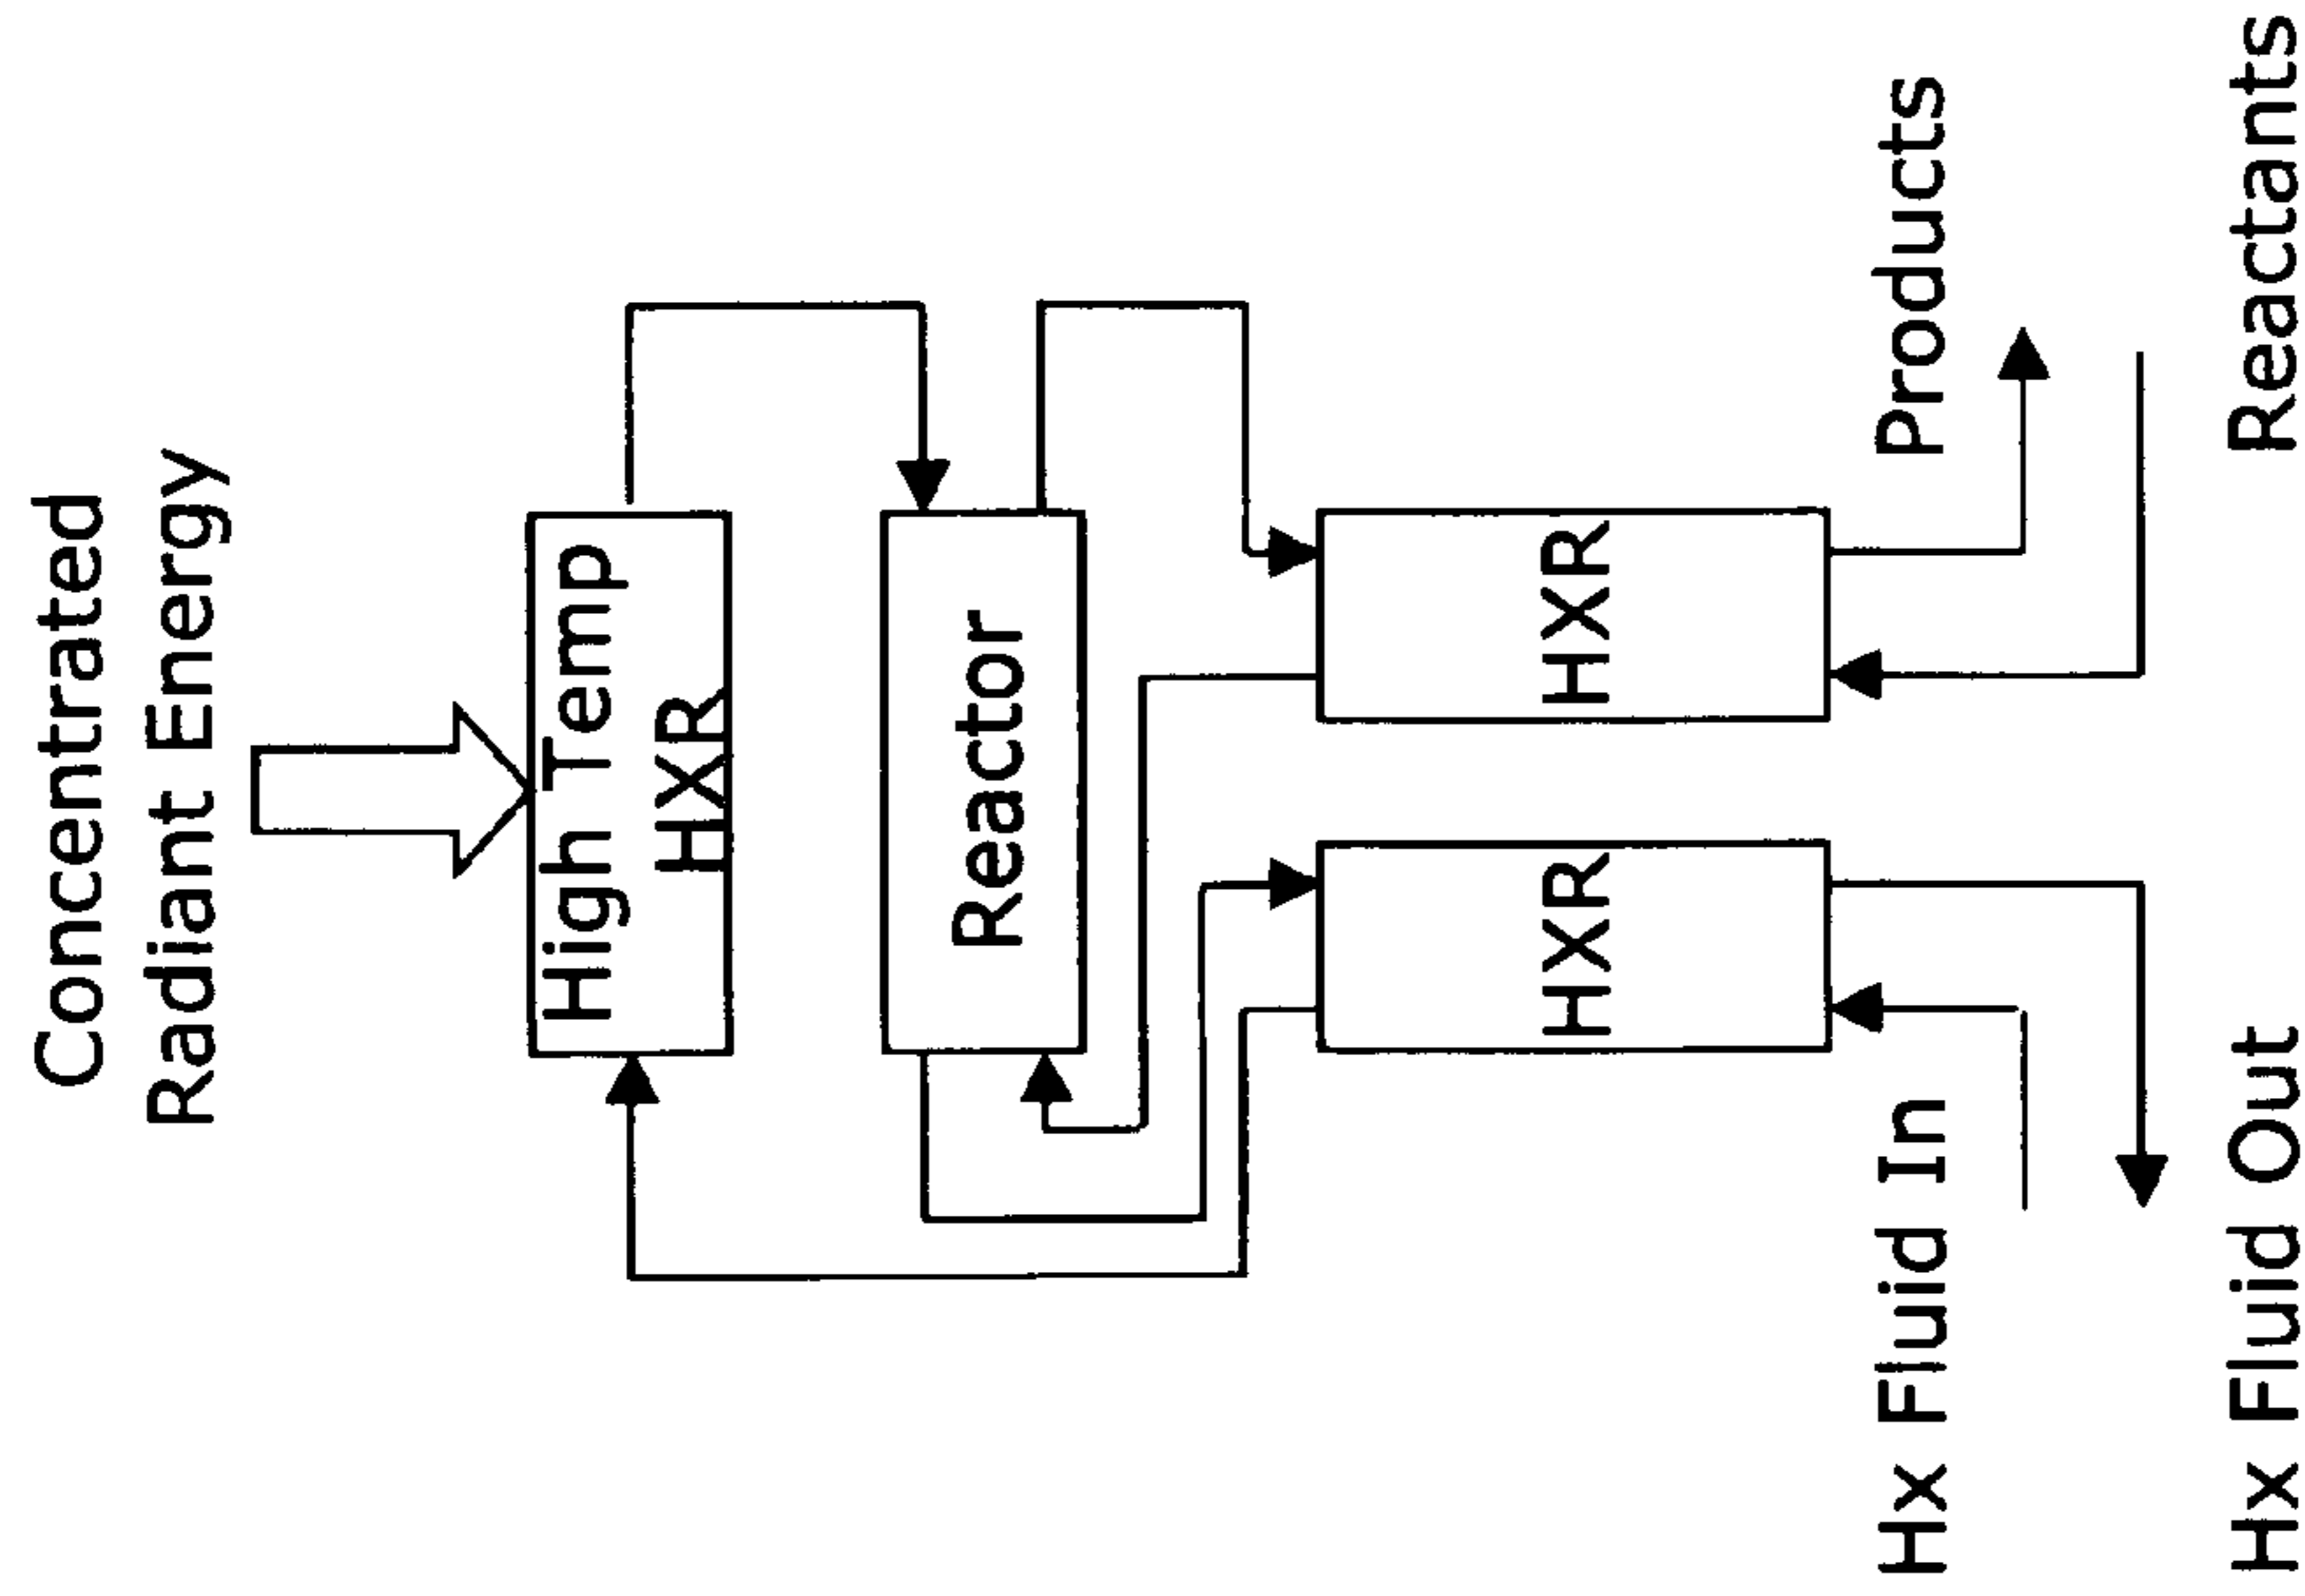 Concentrated
Radiant Energy
High Temp
HXR
Reactor
HXR
HXR
Hx Fluid In
Products
Hx Fluid Out
Reactants